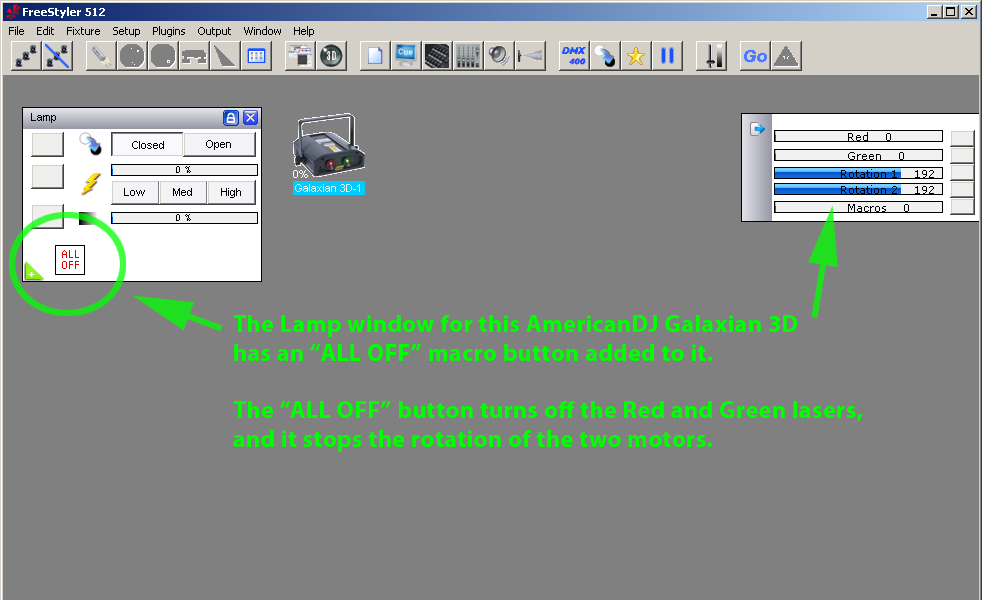 FreeStyler 512
File Edit Fixture Setup Plugins Output Window Help
3D Cue DMX 400 Go
Lamp
Closed Open
0 %
Low Med High
0 %
ALL
OFF
0%
Galaxian 3D-1
Red 0
Green 0
Rotation 1 192
Rotation 2 192
Macros 0
The Lamp window for this AmericanDJ Galaxian 3D
has an “ALL OFF” macro button added to it.
The “ALL OFF” button turns off the Red and Green lasers,
and it stops the rotation of the two motors.